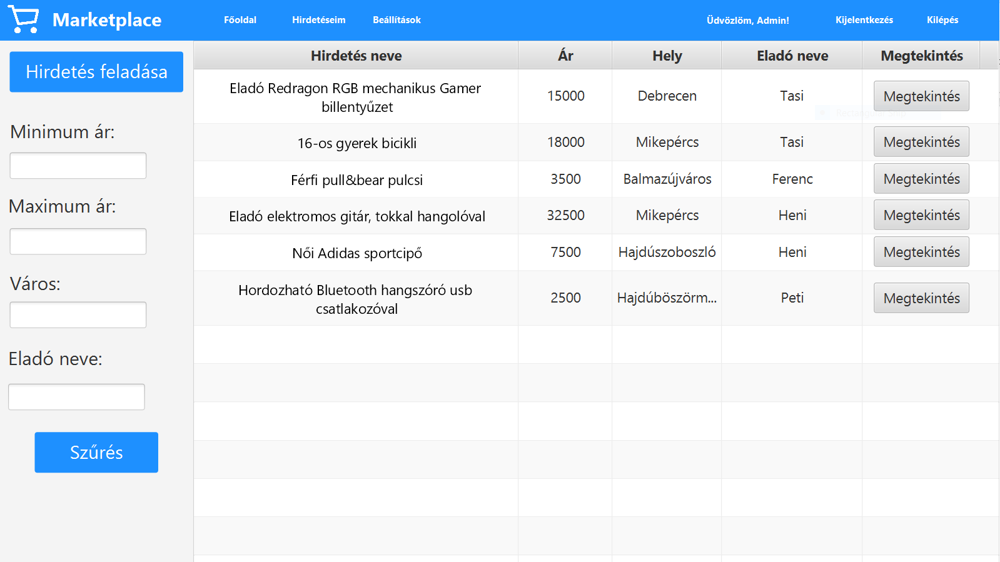 Marketplace
Főoldal
Hirdetéseim
Beállítások
Üdvözlöm, Admin!
Kijelentkezés
Kilépés
Hirdetés feladása
Minimum ár:
Maximum ár:
Város:
Eladó neve:
Szűrés
Hirdetés neve
Ár
Hely
Eladó neve
Megtekintés
Eladó Redragon RGB mechanikus Gamer
billentyűzet
15000
Debrecen
Tasi
Megtekintés
16-os gyerek bicikli
18000
Mikepércs
Tasi
Megtekintés
Férfi pull&bear pulcsi
3500
Balmazújváros
Ferenc
Megtekintés
Eladó elektromos gitár, tokkal hangolóval
32500
Mikepércs
Heni
Megtekintés
Női Adidas sportcipő
7500
Hajdúszoboszló
Heni
Megtekintés
Hordozható Bluetooth hangszóró usb
csatlakozóval
2500
Hajdúböszörm...
Peti
Megtekintés